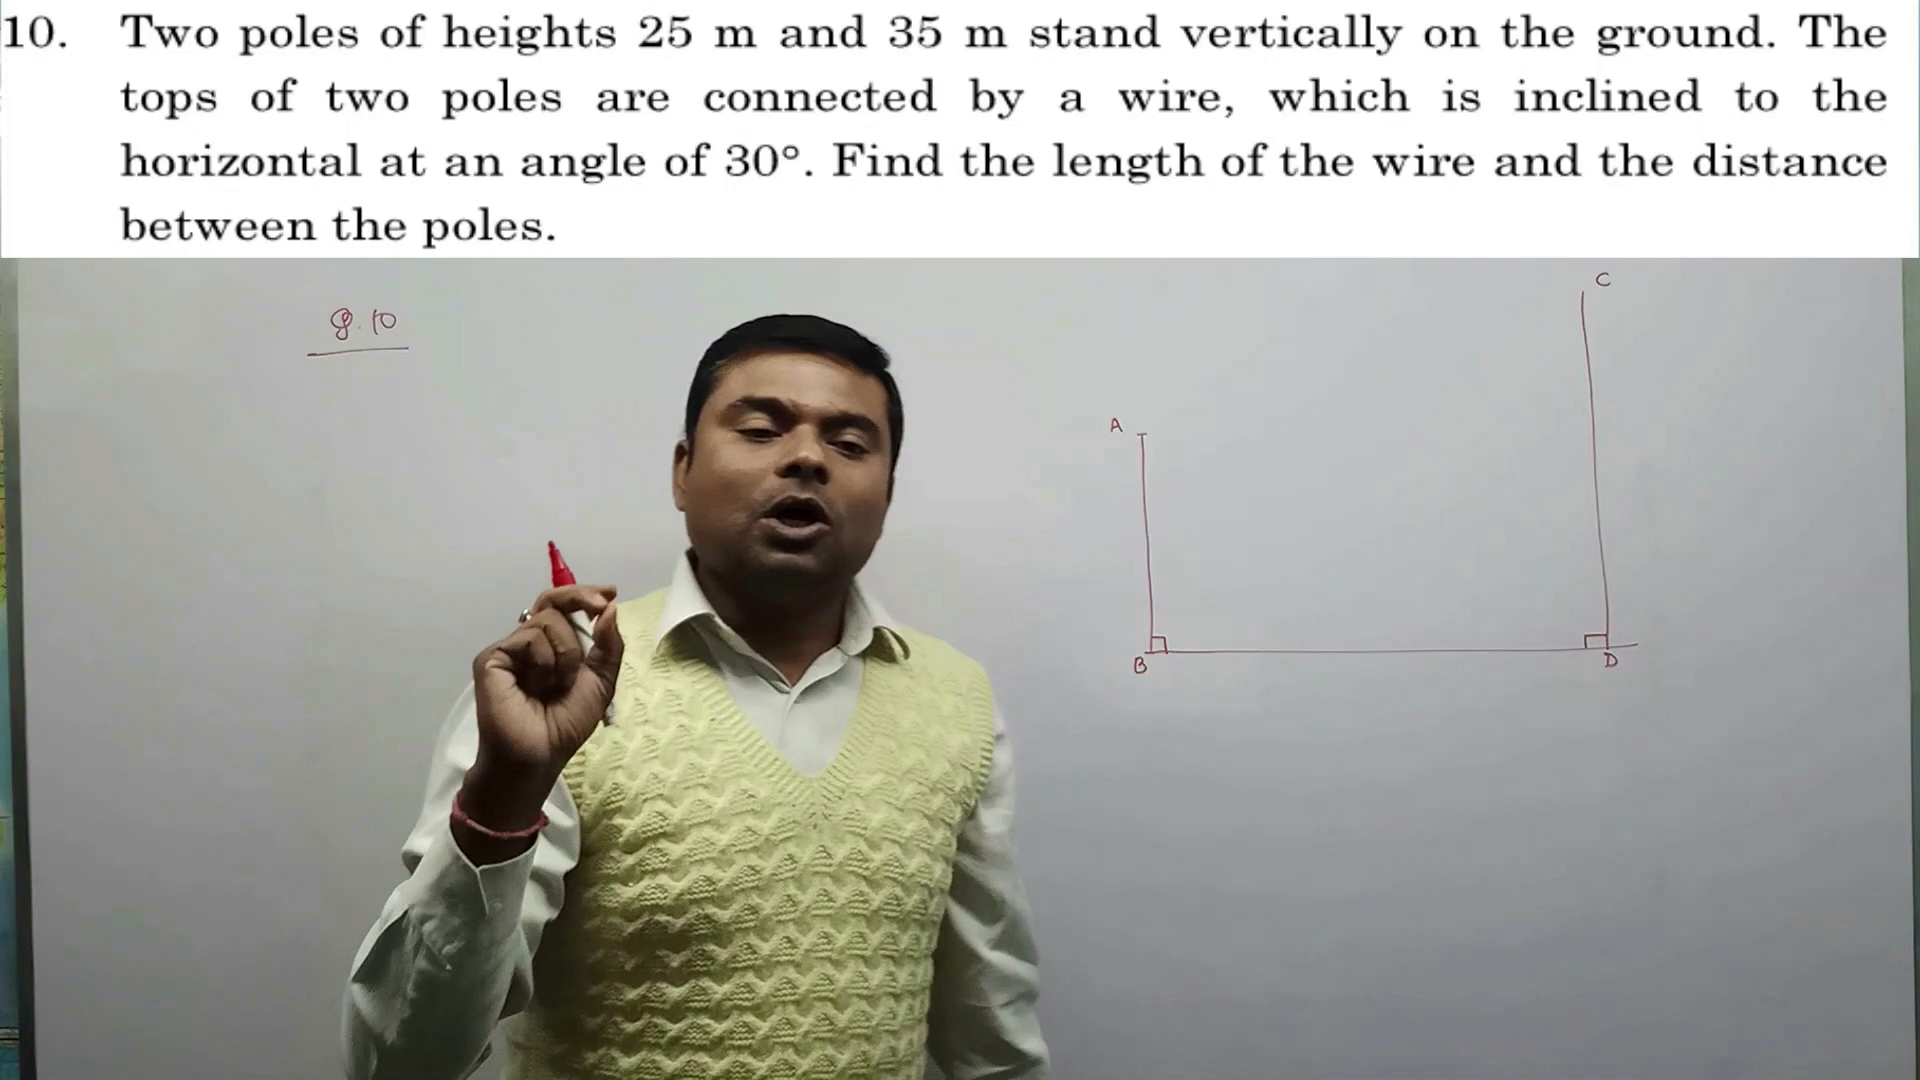 10. Two poles of heights 25 m and 35 m stand vertically on the ground. The
tops of two poles are connected by a wire, which is inclined to the
horizontal at an angle of 30°. Find the length of the wire and the distance
between the poles.
Q.10
C
A
B
D